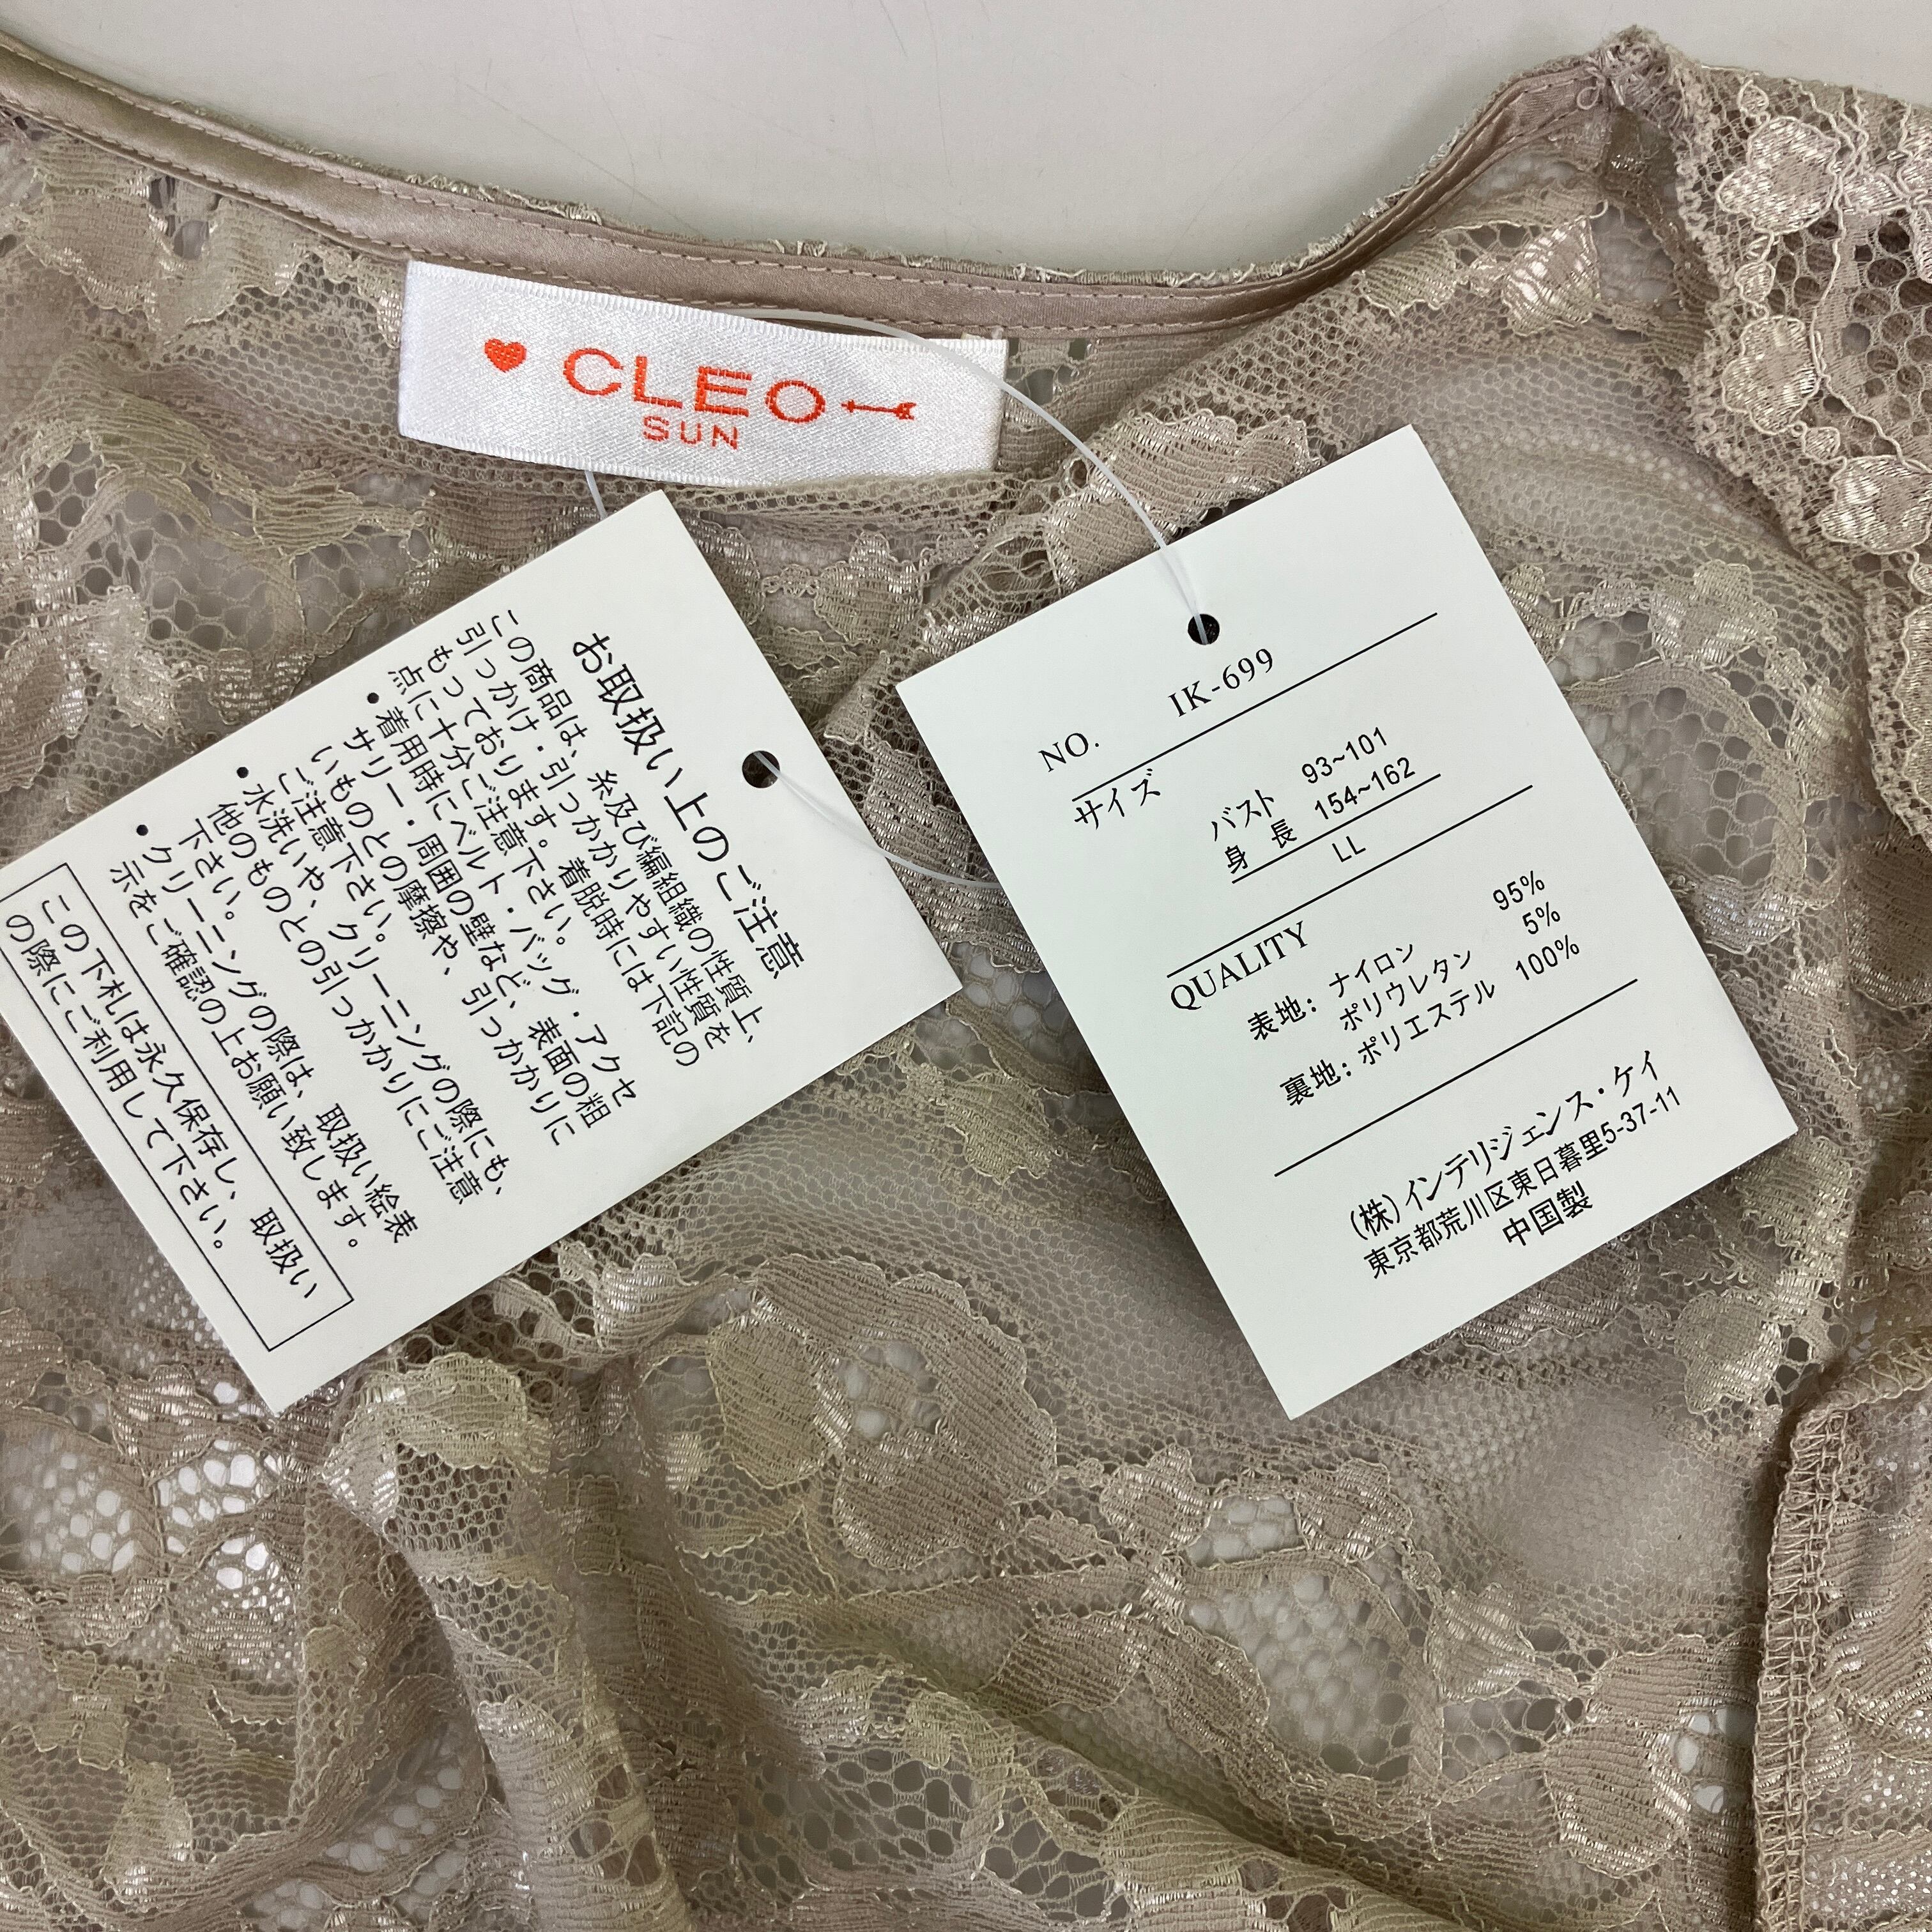 CLEO
SUN
お取扱い上のご注意
この商品は、糸及び編組織の性質上、
引っかけ・引っかかりやすい性質を
もっております。着脱時には下記の
点に十分ご注意下さい。
・着用時にベルト・バッグ・アクセ
サリー・周囲の壁など、表面の粗
いものとの摩擦や、引っかかりに
ご注意下さい。
・水洗いや、クリーニングの際にも、
他のものとの引っかかりにご注意
下さい。
・クリーニングの際は、取扱い絵表
示をご確認の上お願い致します。
この下札は永久保存し、取扱い
の際にご利用して下さい。
NO. IK-699
サイズ
バスト 93~101
身長 154~162
LL
QUALITY
表地: ナイロン 95%
ポリウレタン 5%
裏地: ポリエステル 100%
(株)インテリジェンス・ケイ
東京都荒川区東日暮里5-37-11
中国製